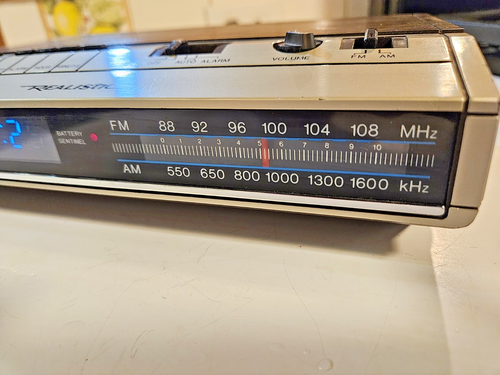 AUTO ALARM
VOLUME
FM AM
REALISTIC
:2
BATTERY
SENTINEL
FM 88 92 96 100 104 108 MHz
0 1 2 3 4 5 6 7 8 9 10
AM 550 650 800 1000 1300 1600 kHz